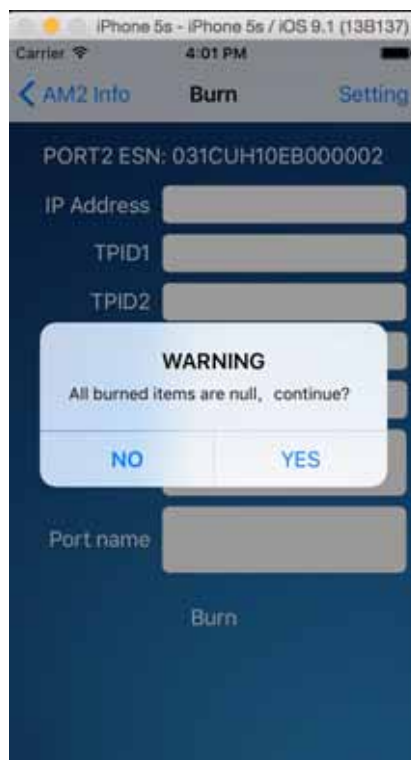 iPhone 5s - iPhone 5s / iOS 9.1 (13B137)
Carrier 4:01 PM
AM2 Info Burn Setting
PORT2 ESN: 031CUH10EB000002
IP Address
TPID1
TPID2
WARNING
All burned items are null, continue?
NO YES
Port name
Burn